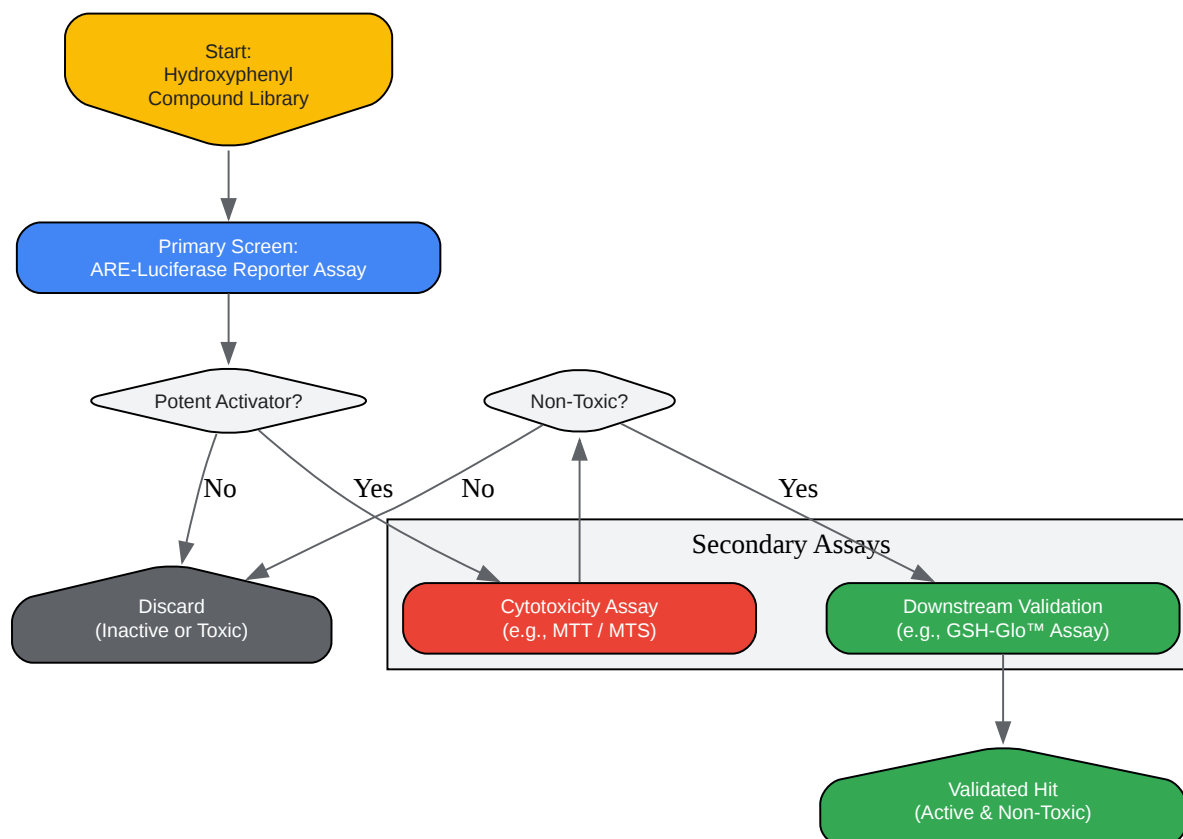 Start:
Hydroxyphenyl
Compound Library
Primary Screen:
ARE-Luciferase Reporter Assay
Potent Activator?
Non-Toxic?
No
Yes
No
Yes
Secondary Assays
Discard
(Inactive or Toxic)
Cytotoxicity Assay
(e.g., MTT / MTS)
Downstream Validation
(e.g., GSH-Glo™ Assay)
Validated Hit
(Active & Non-Toxic)